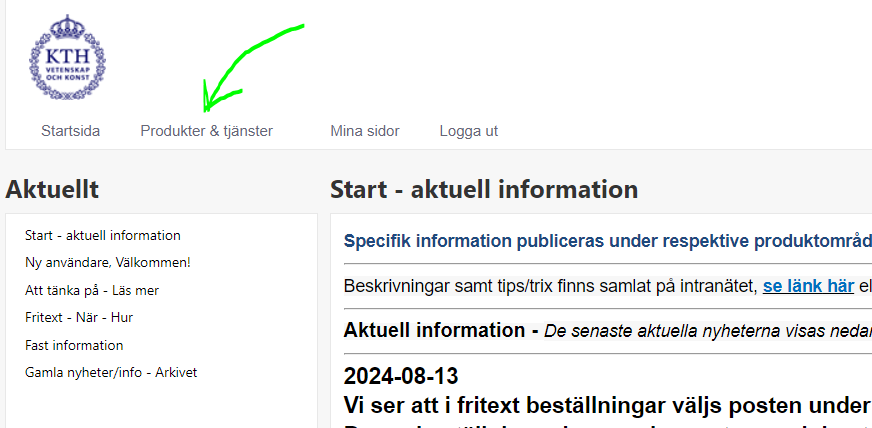 KTH
VETENSKAP
OCH KONST
Startsida Produkter & tjänster Mina sidor Logga ut
Aktuellt
Start - aktuell information
Ny användare, Välkommen!
Att tänka på - Läs mer
Fritext - När - Hur
Fast information
Gamla nyheter/info - Arkivet
Start - aktuell information
Specifik information publiceras under respektive produktområd
Beskrivningar samt tips/trix finns samlat på intranätet, se länk här el
Aktuell information - De senaste aktuella nyheterna visas nedan
2024-08-13
Vi ser att i fritext beställningar väljs posten under